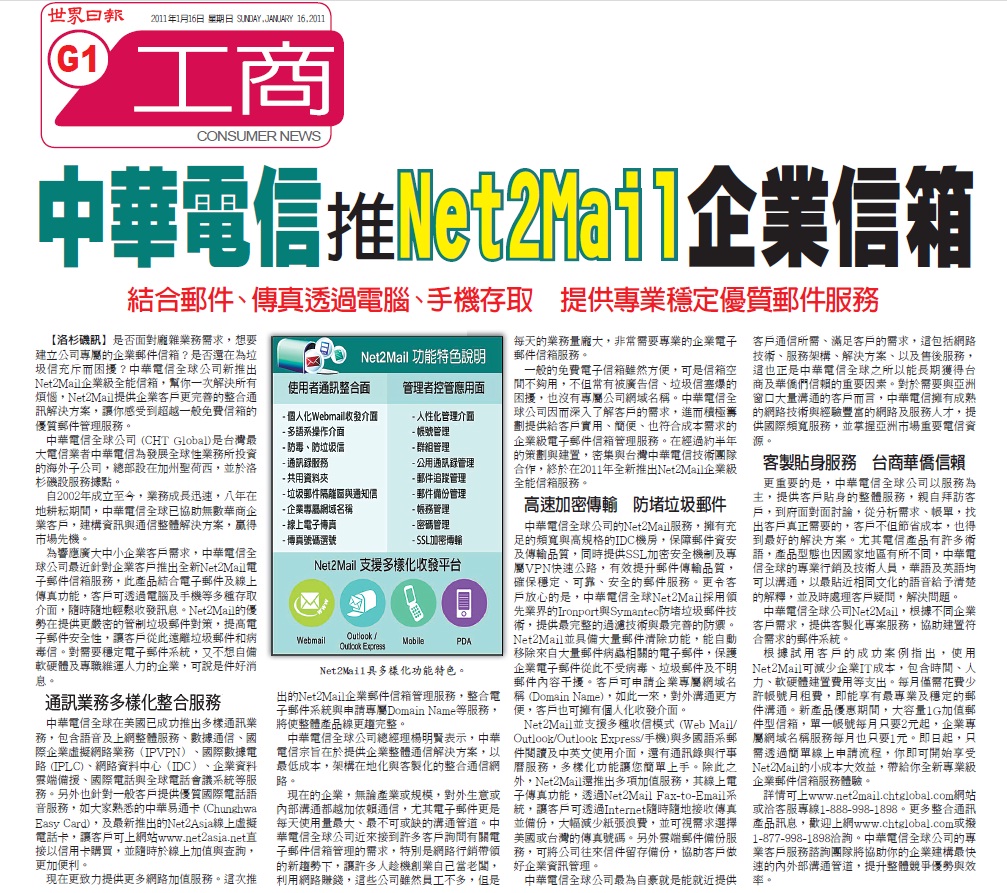 世界日報
2011年1月16日 星期日 SUNDAY,JANUARY 16,2011
G1
工商
CONSUMER NEWS
中華電信推Net2Mail企業信箱
結合郵件、傳真透過電腦、手機存取 提供專業穩定優質郵件服務
【洛杉磯訊】是否面對龐雜業務需求，想要
建立公司專屬的企業郵件信箱？是否還在為垃
圾信充斥而困擾？中華電信全球公司新推出
Net2Mail企業級全能信箱，幫你一次解決所有
煩惱，Net2Mail提供企業客戶更完善的整合通
訊解決方案，讓你感受到超越一般免費信箱的
優質郵件管理服務。
中華電信全球公司 (CHT Global)是台灣最
大電信業者中華電信為發展全球性業務所投資
的海外子公司，總部設在加州聖荷西，並於洛
杉磯設服務據點。
自2002年成立至今，業務成長迅速，八年在
地耕耘期間，中華電信全球已協助無數華商企
業客戶，建構資訊與通信整體解決方案，贏得
市場先機。
為響應廣大中小企業客戶需求，中華電信全
球公司最近針對企業客戶推出全新Net2Mail電
子郵件信箱服務，此產品結合電子郵件及線上
傳真功能，客戶可透過電腦及手機等多種存取
介面，隨時隨地輕鬆收發訊息。Net2Mail的優
勢在提供更嚴密的管制垃圾郵件對策，提高電
子郵件安全性，讓客戶從此遠離垃圾郵件和病
毒信。對需要穩定電子郵件系統，又不想自備
軟硬體及專職維運人力的企業，可說是件好消
息。
通訊業務多樣化整合服務
中華電信全球在美國已成功推出多樣通訊業
務，包含語音及上網整體服務、數據通信、國
際企業虛擬網路業務（IPVPN）、國際數據電
路 (IPLC)、網路資料中心（IDC）、企業資料
雲端備援、國際電話與全球電話會議系統等服
務。另外也針對一般客戶提供優質國際電話語
音服務，如大家熟悉的中華易通卡 (Chunghwa
Easy Card)，及最新推出的Net2Asia線上虛擬
電話卡，讓客戶可上網站www.net2asia.net直
接以信用卡購買，並隨時於線上加值與查詢，
更加便利。
現在更致力提供更多網路加值服務。這次推
Net2Mail 功能特色說明
使用者通訊整合面
- 個人化Webmail收發介面
- 多語系操作介面
- 防毒、防垃圾信
- 通訊錄服務
- 共用資料夾
- 垃圾郵件隔離區與通知信
- 企業專屬網域名稱
- 線上電子傳真
- 傳真號碼選號
管理者控管應用面
- 人性化管理介面
- 帳號管理
- 群組管理
- 公用通訊錄管理
- 郵件追蹤管理
- 郵件備份管理
- 帳務管理
- 密碼管理
- SSL加密傳輸
Net2Mail 支援多樣化收發平台
Webmail
Outlook /
Outlook Express
Mobile
PDA
Net2Mail具多樣化功能特色。
出的Net2Mail企業郵件信箱管理服務，整合電
子郵件系統與申請專屬Domain Name等服務，
將使整體產品線更趨完整。
中華電信全球公司總經理楊明賢表示，中華
電信宗旨在於提供企業整體通信解決方案，以
最低成本，架構在地化與客製化的整合通信網
路。
現在的企業，無論產業或規模，對外生意或
內部溝通都越加依賴通信，尤其電子郵件更是
每天使用量最大、最不可或缺的溝通管道。中
華電信全球公司近來接到許多客戶詢問有關電
子郵件信箱管理的需求，特別是網路行銷帶領
的新趨勢下，讓許多人趁機創業自己當老闆，
利用網路賺錢，這些公司雖然員工不多，但是
每天的業務量龐大，非常需要專業的企業電子
郵件信箱服務。
一般的免費電子信箱雖然方便，可是信箱空
間不夠用，不但常有被廣告信、垃圾信塞爆的
困擾，也沒有專屬公司網域名稱。中華電信全
球公司因而深入了解客戶的需求，進而積極籌
劃提供給客戶實用、簡便、也符合成本需求的
企業級電子郵件信箱管理服務。在經過約半年
的策劃與建置，密集與台灣中華電信技術團隊
合作，終於在2011年全新推出Net2Mail企業級
全能信箱服務。
高速加密傳輸 防堵垃圾郵件
中華電信全球公司的Net2Mail服務，擁有充
足的頻寬與高規格的IDC機房，保障郵件資安
及傳輸品質，同時提供SSL加密安全機制及專
屬VPN快速公路，有效提升郵件傳輸品質，
確保穩定、可靠、安全的郵件服務。更令客
戶放心的是，中華電信全球Net2Mail採用領
先業界的Ironport與Symantec防堵垃圾郵件技
術，提供最完整的過濾技術與最完善的防禦。
Net2Mail並具備大量郵件清除功能，能自動
移除來自大量郵件病蟲相關的電子郵件，保護
企業電子郵件從此不受病毒、垃圾郵件及不明
郵件內容干擾。客戶可申請企業專屬網域名
稱 (Domain Name)，如此一來，對外溝通更方
便，客戶也可擁有個人化收發介面。
Net2Mail並支援多種收信模式 (Web Mail/
Outlook/Outlook Express/手機)與多國語系郵
件閱讀及中英文使用介面，還有通訊錄與行事
曆服務，多樣化功能讓您簡單上手。除此之
外，Net2Mail還推出多項加值服務，其線上電
子傳真功能，透過Net2Mail Fax-to-Email系
統，讓客戶可透過Internet隨時隨地接收傳真
並備份，大幅減少紙張浪費，並可視需求選擇
美國或台灣的傳真號碼。另外雲端郵件備份服
務，可將公司往來信件留存備份，協助客戶做
好企業資訊管理。
中華電信全球公司最為自豪就是能就近提供
客戶通信所需、滿足客戶的需求，這包括網路
技術、服務架構、解決方案、以及售後服務，
這也正是中華電信全球之所以能長期獲得台
商及華僑們信賴的重要因素。對於需要與亞洲
窗口大量溝通的客戶而言，中華電信擁有成熟
的網路技術與經驗豐富的網路及服務人才，提
供國際頻寬服務，並掌握亞洲市場重要電信資
源。
客製貼身服務 台商華僑信賴
更重要的是，中華電信全球公司以服務為
主，提供客戶貼身的整體服務，親自拜訪客
戶，到府面對面討論，從分析需求、帳單，找
出客戶真正需要的，客戶不但節省成本，也得
到最好的解決方案。尤其電信產品有許多術
語，產品型態也因國家地區有所不同，中華電
信全球的專業行銷及技術人員，華語及英語均
可以溝通，以最貼近相同文化的語言給予清楚
的解釋，並及時處理客戶疑問，解決問題。
中華電信全球公司Net2Mail，根據不同企業
客戶需求，提供客製化專案服務，協助建置符
合需求的郵件系統。
根據試用客戶的成功案例指出，使用
Net2Mail可減少企業IT成本，包含時間、人
力、軟硬體建置費用等支出。每月僅需花費少
許帳號月租費，即能享有最專業及穩定的郵
件溝通。新產品優惠期間，大容量1G加值郵
件型信箱，單一帳號每月只要2元起，企業專
屬網域名稱服務每月也只要1元。即日起，只
需透過簡單線上申請流程，你即可開始享受
Net2Mail的小成本大效益，帶給你全新專業級
企業郵件信箱服務體驗。
詳情可上www.net2mail.chtglobal.com網站
或洽客服專線1-888-998-1898。更多整合通訊
產品訊息，歡迎上網www.chtglobal.com或撥
1-877-998-1898洽詢。中華電信全球公司的專
業客戶服務諮詢團隊將協助你的企業建構最快
速的內外部溝通管道，提升整體競爭優勢與效
率。